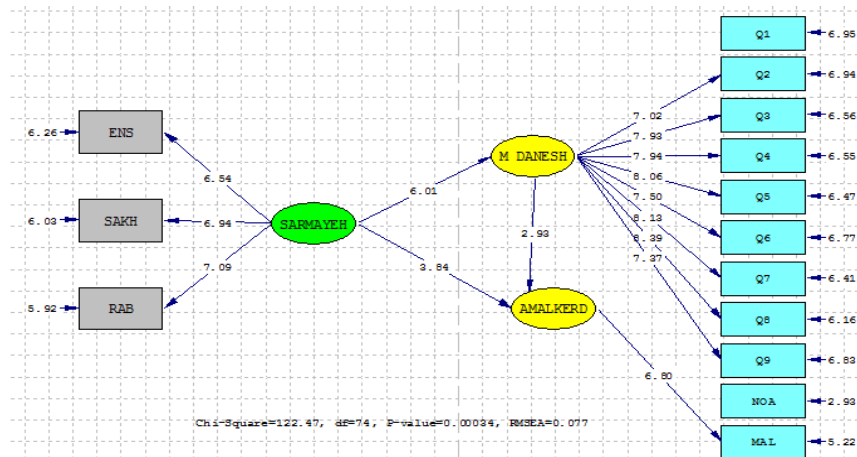 Q1 6.95
Q2 6.94
7.02
Q3 6.56
7.93
6.26 ENS
M DANESH 7.94 Q4 6.55
6.54
8.06
6.01
Q5 6.47
7.50
6.03 SAKH 6.94 SARMAYEH
8.13
2.93
8.39
Q6 6.77
7.37
7.09
3.84
Q7 6.41
5.92 RAB
AMALKERD
Q8 6.16
Q9 6.83
6.80
NOA 2.93
Chi-Square=122.47, df=74, P-value=0.00034, RMSEA=0.077
MAL 5.22